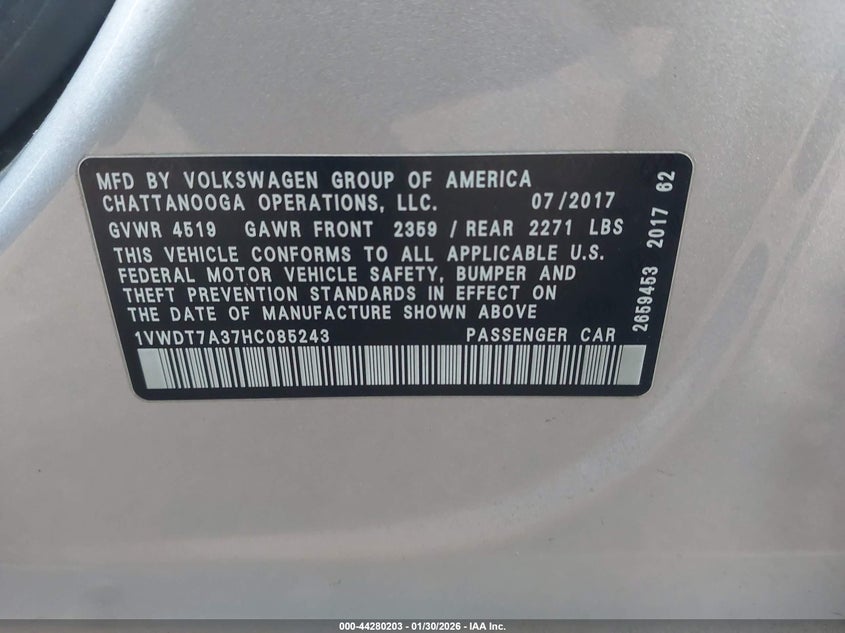 MFD BY VOLKSWAGEN GROUP OF AMERICA
CHATTANOOGA OPERATIONS, LLC. 07/2017
GVWR 4519 GAWR FRONT 2359 / REAR 2271 LBS
THIS VEHICLE CONFORMS TO ALL APPLICABLE U.S.
FEDERAL MOTOR VEHICLE SAFETY, BUMPER AND
THEFT PREVENTION STANDARDS IN EFFECT ON
THE DATE OF MANUFACTURE SHOWN ABOVE
1VWDT7A37HC085243 PASSENGER CAR
2659453 2017 62
000-44280203 - 01/30/2026 - IAA Inc.